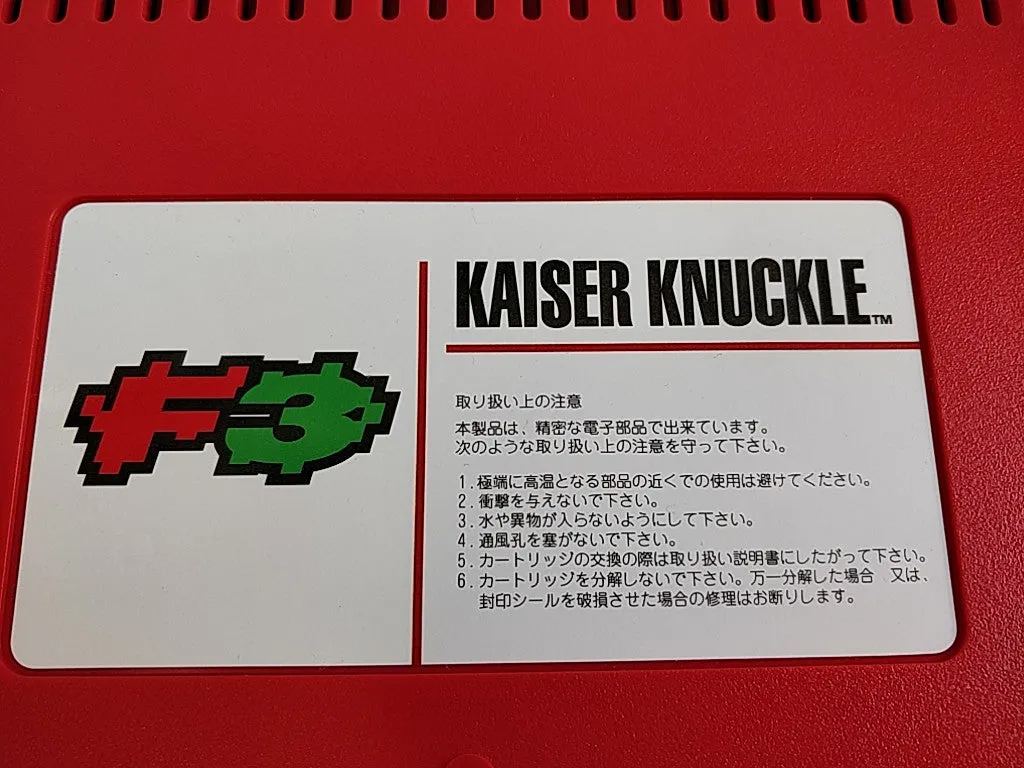 F3
KAISER KNUCKLE™
取り扱い上の注意
本製品は、精密な電子部品で出来ています。
次のような取り扱い上の注意を守って下さい。
1. 極端に高温となる部品の近くでの使用は避けてください。
2. 衝撃を与えないで下さい。
3. 水や異物が入らないようにして下さい。
4. 通風孔を塞がないで下さい。
5. カートリッジの交換の際は取り扱い説明書にしたがって下さい。
6. カートリッジを分解しないで下さい。万一分解した場合 又は、
封印シールを破損させた場合の修理はお断りします。